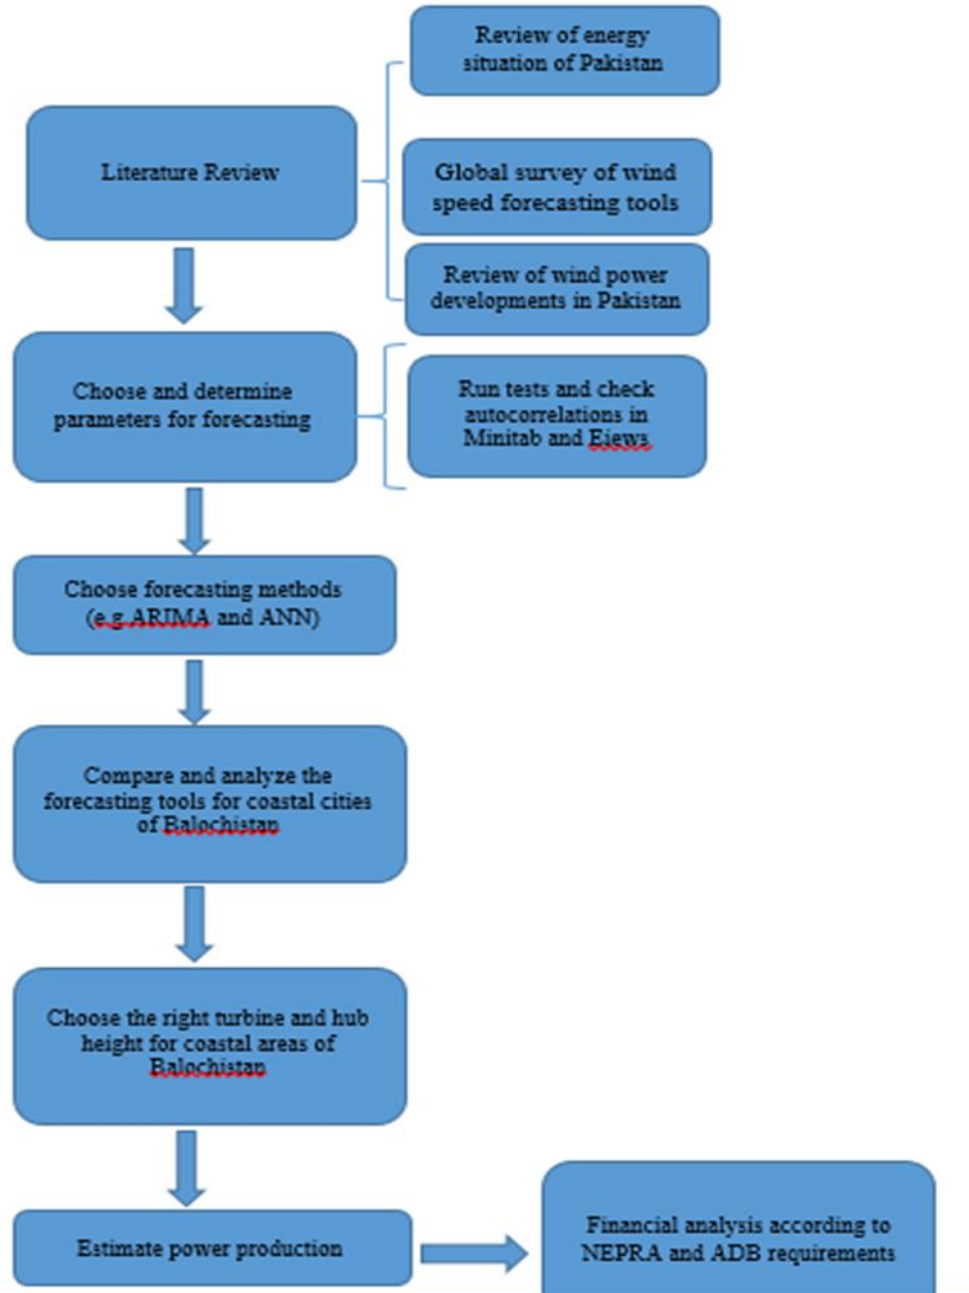 Review of energy
situation of Pakistan
Literature Review
Global survey of wind
speed forecasting tools
Review of wind power
developments in Pakistan
Choose and determine
parameters for forecasting
Run tests and check
autocorrelations in
Minitab and Eiews
Choose forecasting methods
(e.g ARIMA and ANN)
Compare and analyze the
forecasting tools for coastal cities
of Balochistan
Choose the right turbine and hub
height for coastal areas of
Balochistan
Estimate power production
Financial analysis according to
NEPRA and ADB requirements